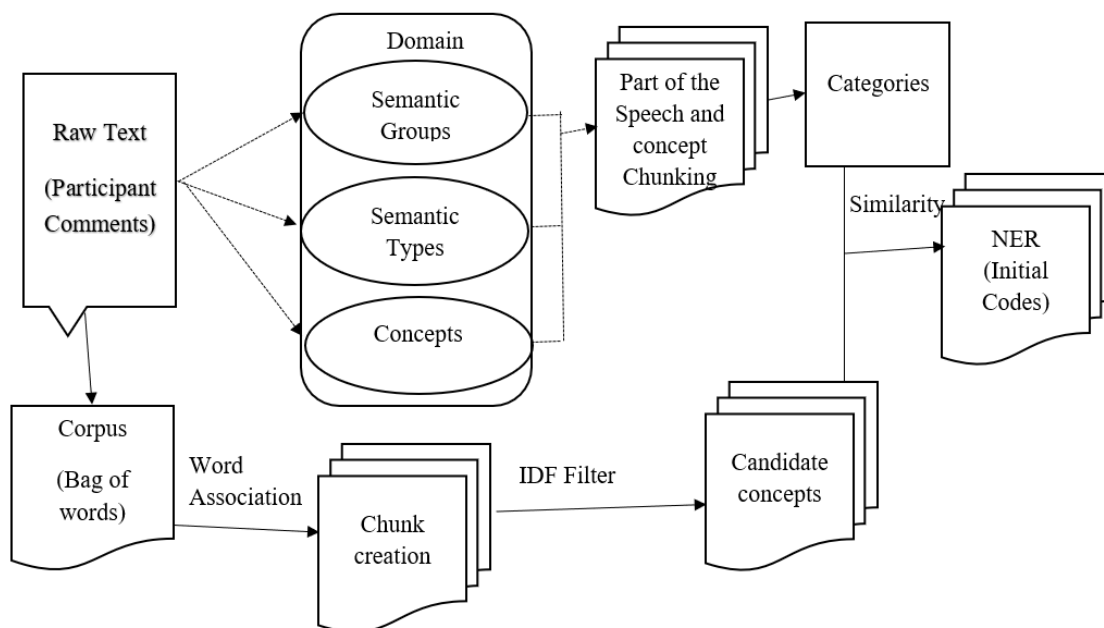 Raw Text
(Participant
Comments)
Domain
Semantic
Groups
Semantic
Types
Concepts
Part of the
Speech and
concept
Chunking
Categories
Similarity
NER
(Initial
Codes)
Corpus
(Bag of
words)
Word
Association
Chunk
creation
IDF Filter
Candidate
concepts